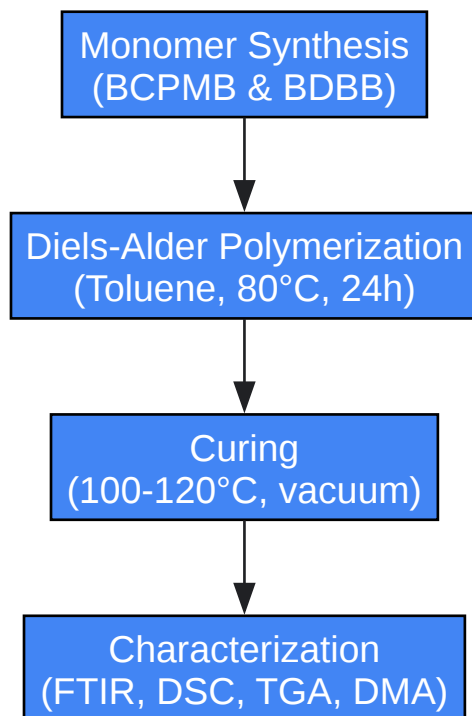 Monomer Synthesis
(BCPMB & BDBB)
Diels-Alder Polymerization
(Toluene, 80°C, 24h)
Curing
(100-120°C, vacuum)
Characterization
(FTIR, DSC, TGA, DMA)